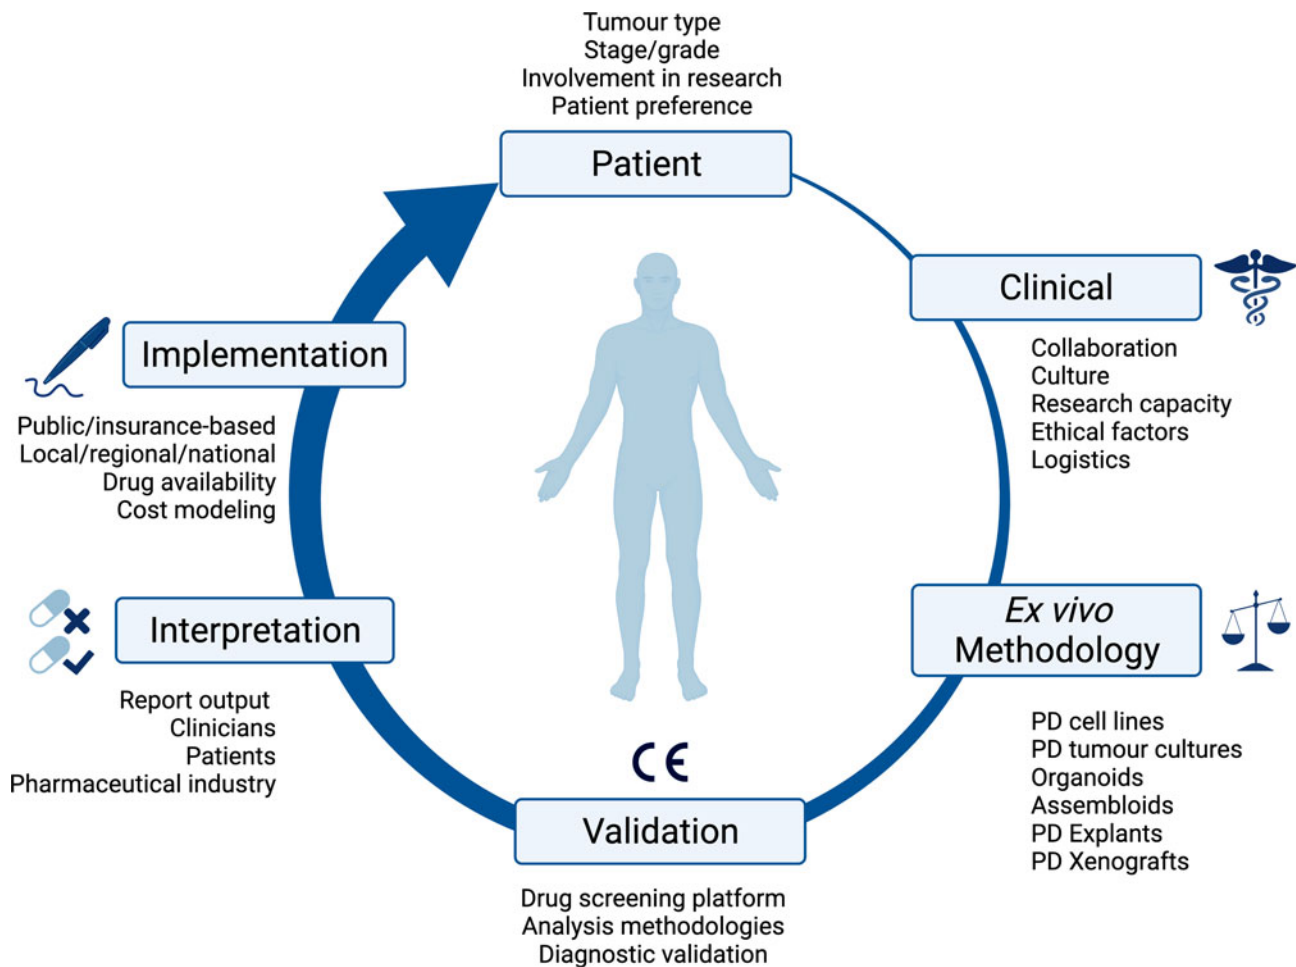 Tumour type
Stage/grade
Involvement in research
Patient preference
Patient
Clinical
Collaboration
Culture
Research capacity
Ethical factors
Logistics
Ex vivo
Methodology
PD cell lines
PD tumour cultures
Organoids
Assembloids
PD Explants
PD Xenografts
CE
Validation
Drug screening platform
Analysis methodologies
Diagnostic validation
Interpretation
Report output
Clinicians
Patients
Pharmaceutical industry
Implementation
Public/insurance-based
Local/regional/national
Drug availability
Cost modeling